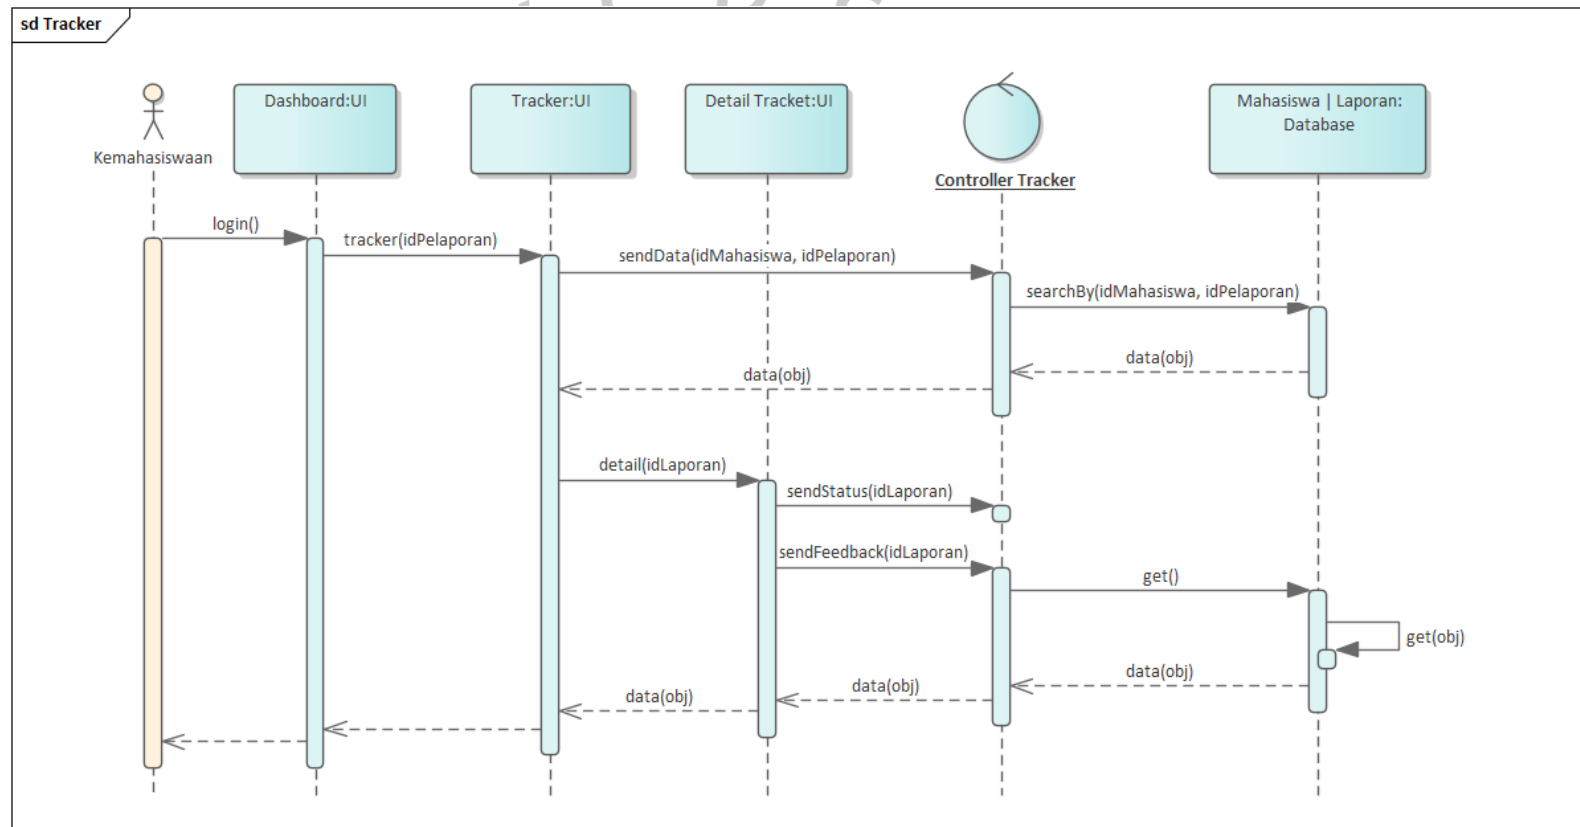 sd Tracker
Kemahasiswaan
Dashboard:UI
Tracker:UI
Detail Tracket:UI
Controller Tracker
Mahasiswa | Laporan:
Database
login()
tracker(idPelaporan)
sendData(idMahasiswa, idPelaporan)
searchBy(idMahasiswa, idPelaporan)
data(obj)
data(obj)
detail(idLaporan)
sendStatus(idLaporan)
sendFeedback(idLaporan)
get()
get(obj)
data(obj)
data(obj)
data(obj)